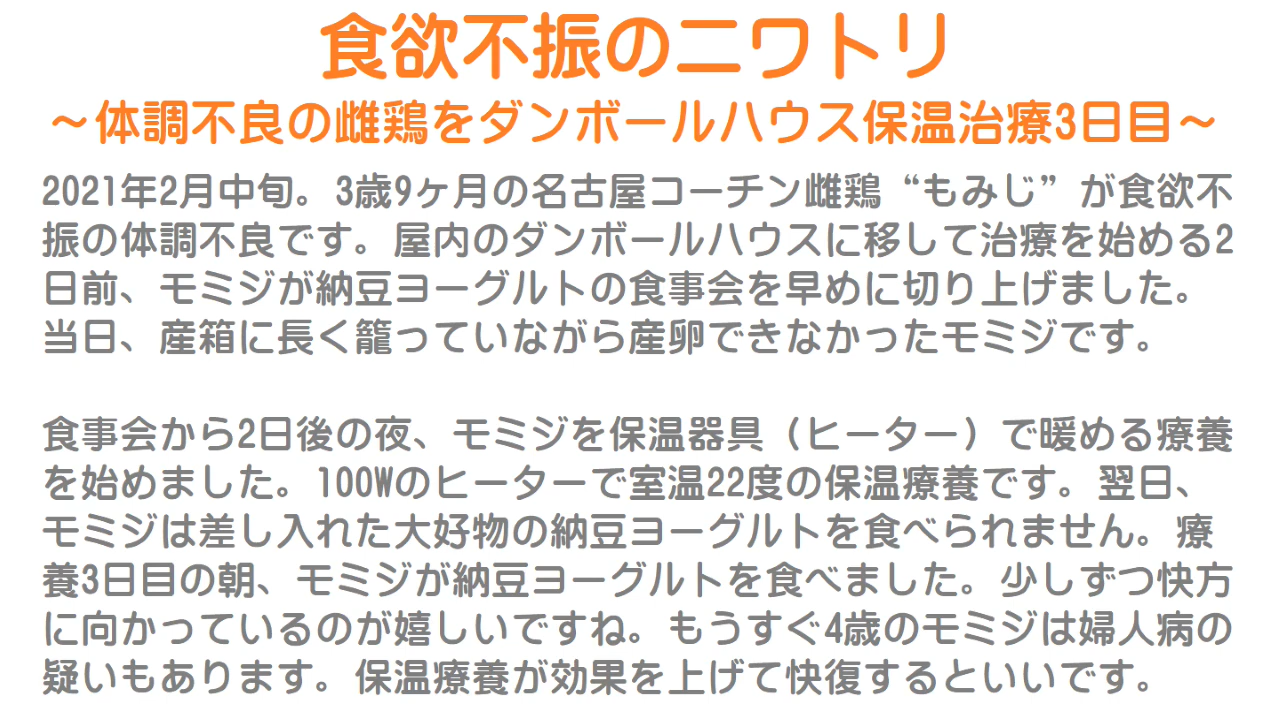 食欲不振のニワトリ
～体調不良の雌鶏をダンボールハウス保温治療3日目～
2021年2月中旬。3歳9ヶ月の名古屋コーチン雌鶏“もみじ”が食欲不
振の体調不良です。屋内のダンボールハウスに移して治療を始める2
日前、モミジが納豆ヨーグルトの食事会を早めに切り上げました。
当日、産箱に長く籠っていながら産卵できなかったモミジです。
食事会から2日後の夜、モミジを保温器具（ヒーター）で暖める療養
を始めました。100Wのヒーターで室温22度の保温療養です。翌日、
モミジは差し入れた大好物の納豆ヨーグルトを食べられません。療
養3日目の朝、モミジが納豆ヨーグルトを食べました。少しずつ快方
に向かっているのが嬉しいですね。もうすぐ4歳のモミジは婦人病の
疑いもあります。保温療養が効果を上げて快復するといいです。